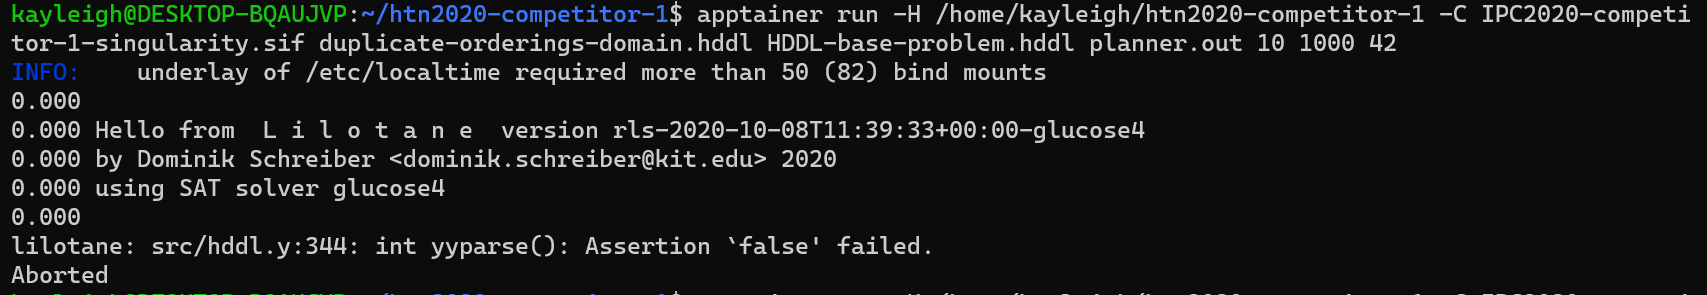 kayleigh@DESKTOP-BQAUJVP:~/htn2020-competitor-1$ apptainer run -H /home/kayleigh/htn2020-competitor-1 -C IPC2020-competi
tor-1-singularity.sif duplicate-orderings-domain.hddl HDDL-base-problem.hddl planner.out 10 1000 42
INFO:    underlay of /etc/localtime required more than 50 (82) bind mounts
0.000
0.000 Hello from  L i l o t a n e  version rls-2020-10-08T11:39:33+00:00-glucose4
0.000 by Dominik Schreiber <dominik.schreiber@kit.edu> 2020
0.000 using SAT solver glucose4
0.000
lilotane: src/hddl.y:344: int yyparse(): Assertion `false' failed.
Aborted